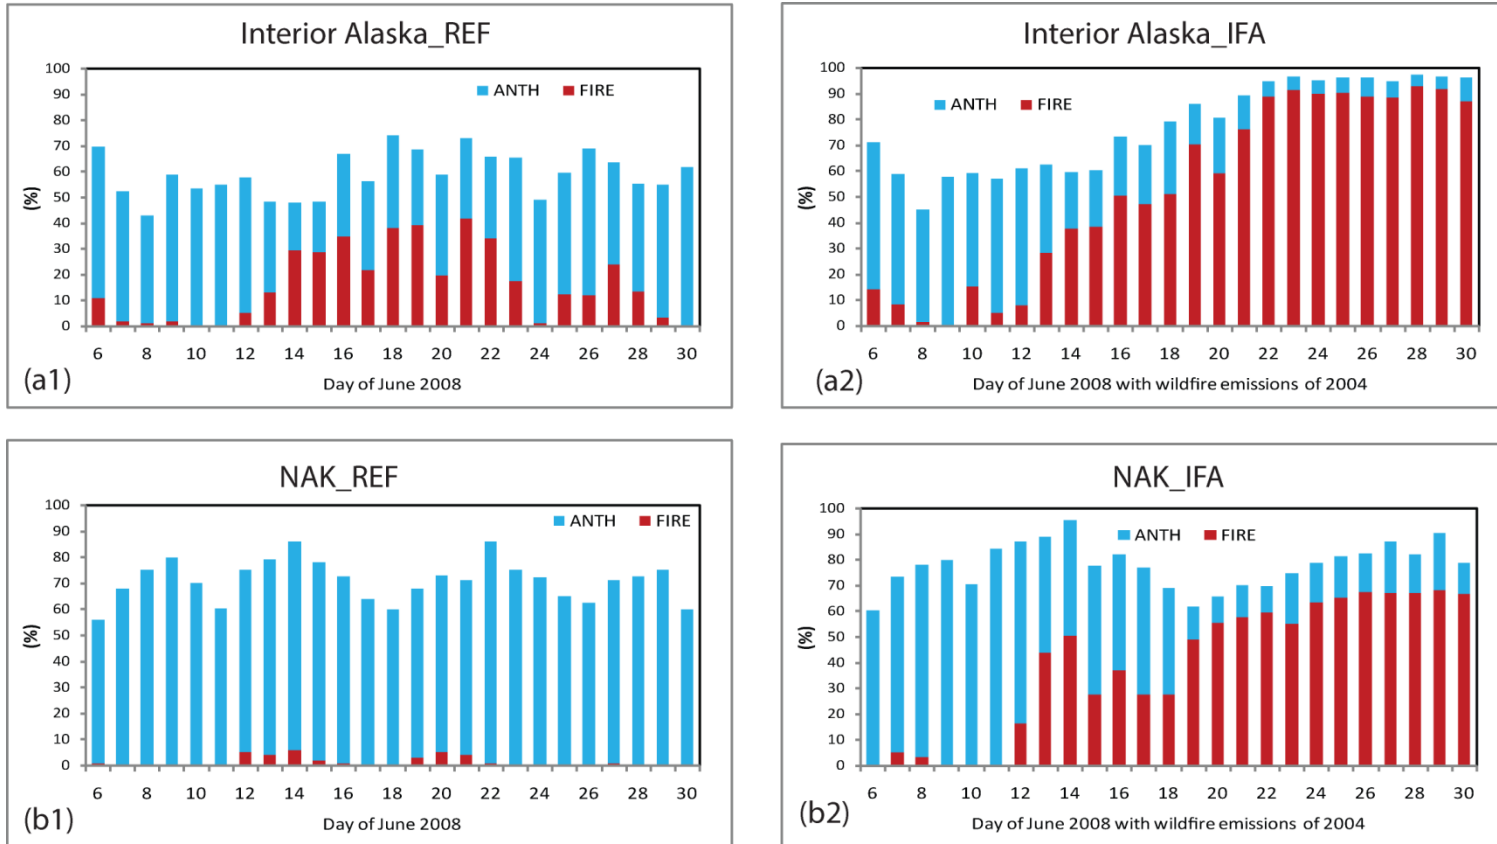 Interior Alaska_REF
100
90
80
70
60
50
40
30
20
10
0
(%)
ANTH FIRE
6 8 10 12 14 16 18 20 22 24 26 28 30
Day of June 2008
(a1)
Interior Alaska_IFA
100
90
80
70
60
50
40
30
20
10
0
(%)
ANTH FIRE
6 8 10 12 14 16 18 20 22 24 26 28 30
Day of June 2008 with wildfire emissions of 2004
(a2)
NAK_REF
100
90
80
70
60
50
40
30
20
10
0
(%)
ANTH FIRE
6 8 10 12 14 16 18 20 22 24 26 28 30
Day of June 2008
(b1)
NAK_IFA
100
90
80
70
60
50
40
30
20
10
0
(%)
ANTH FIRE
6 8 10 12 14 16 18 20 22 24 26 28 30
Day of June 2008 with wildfire emissions of 2004
(b2)